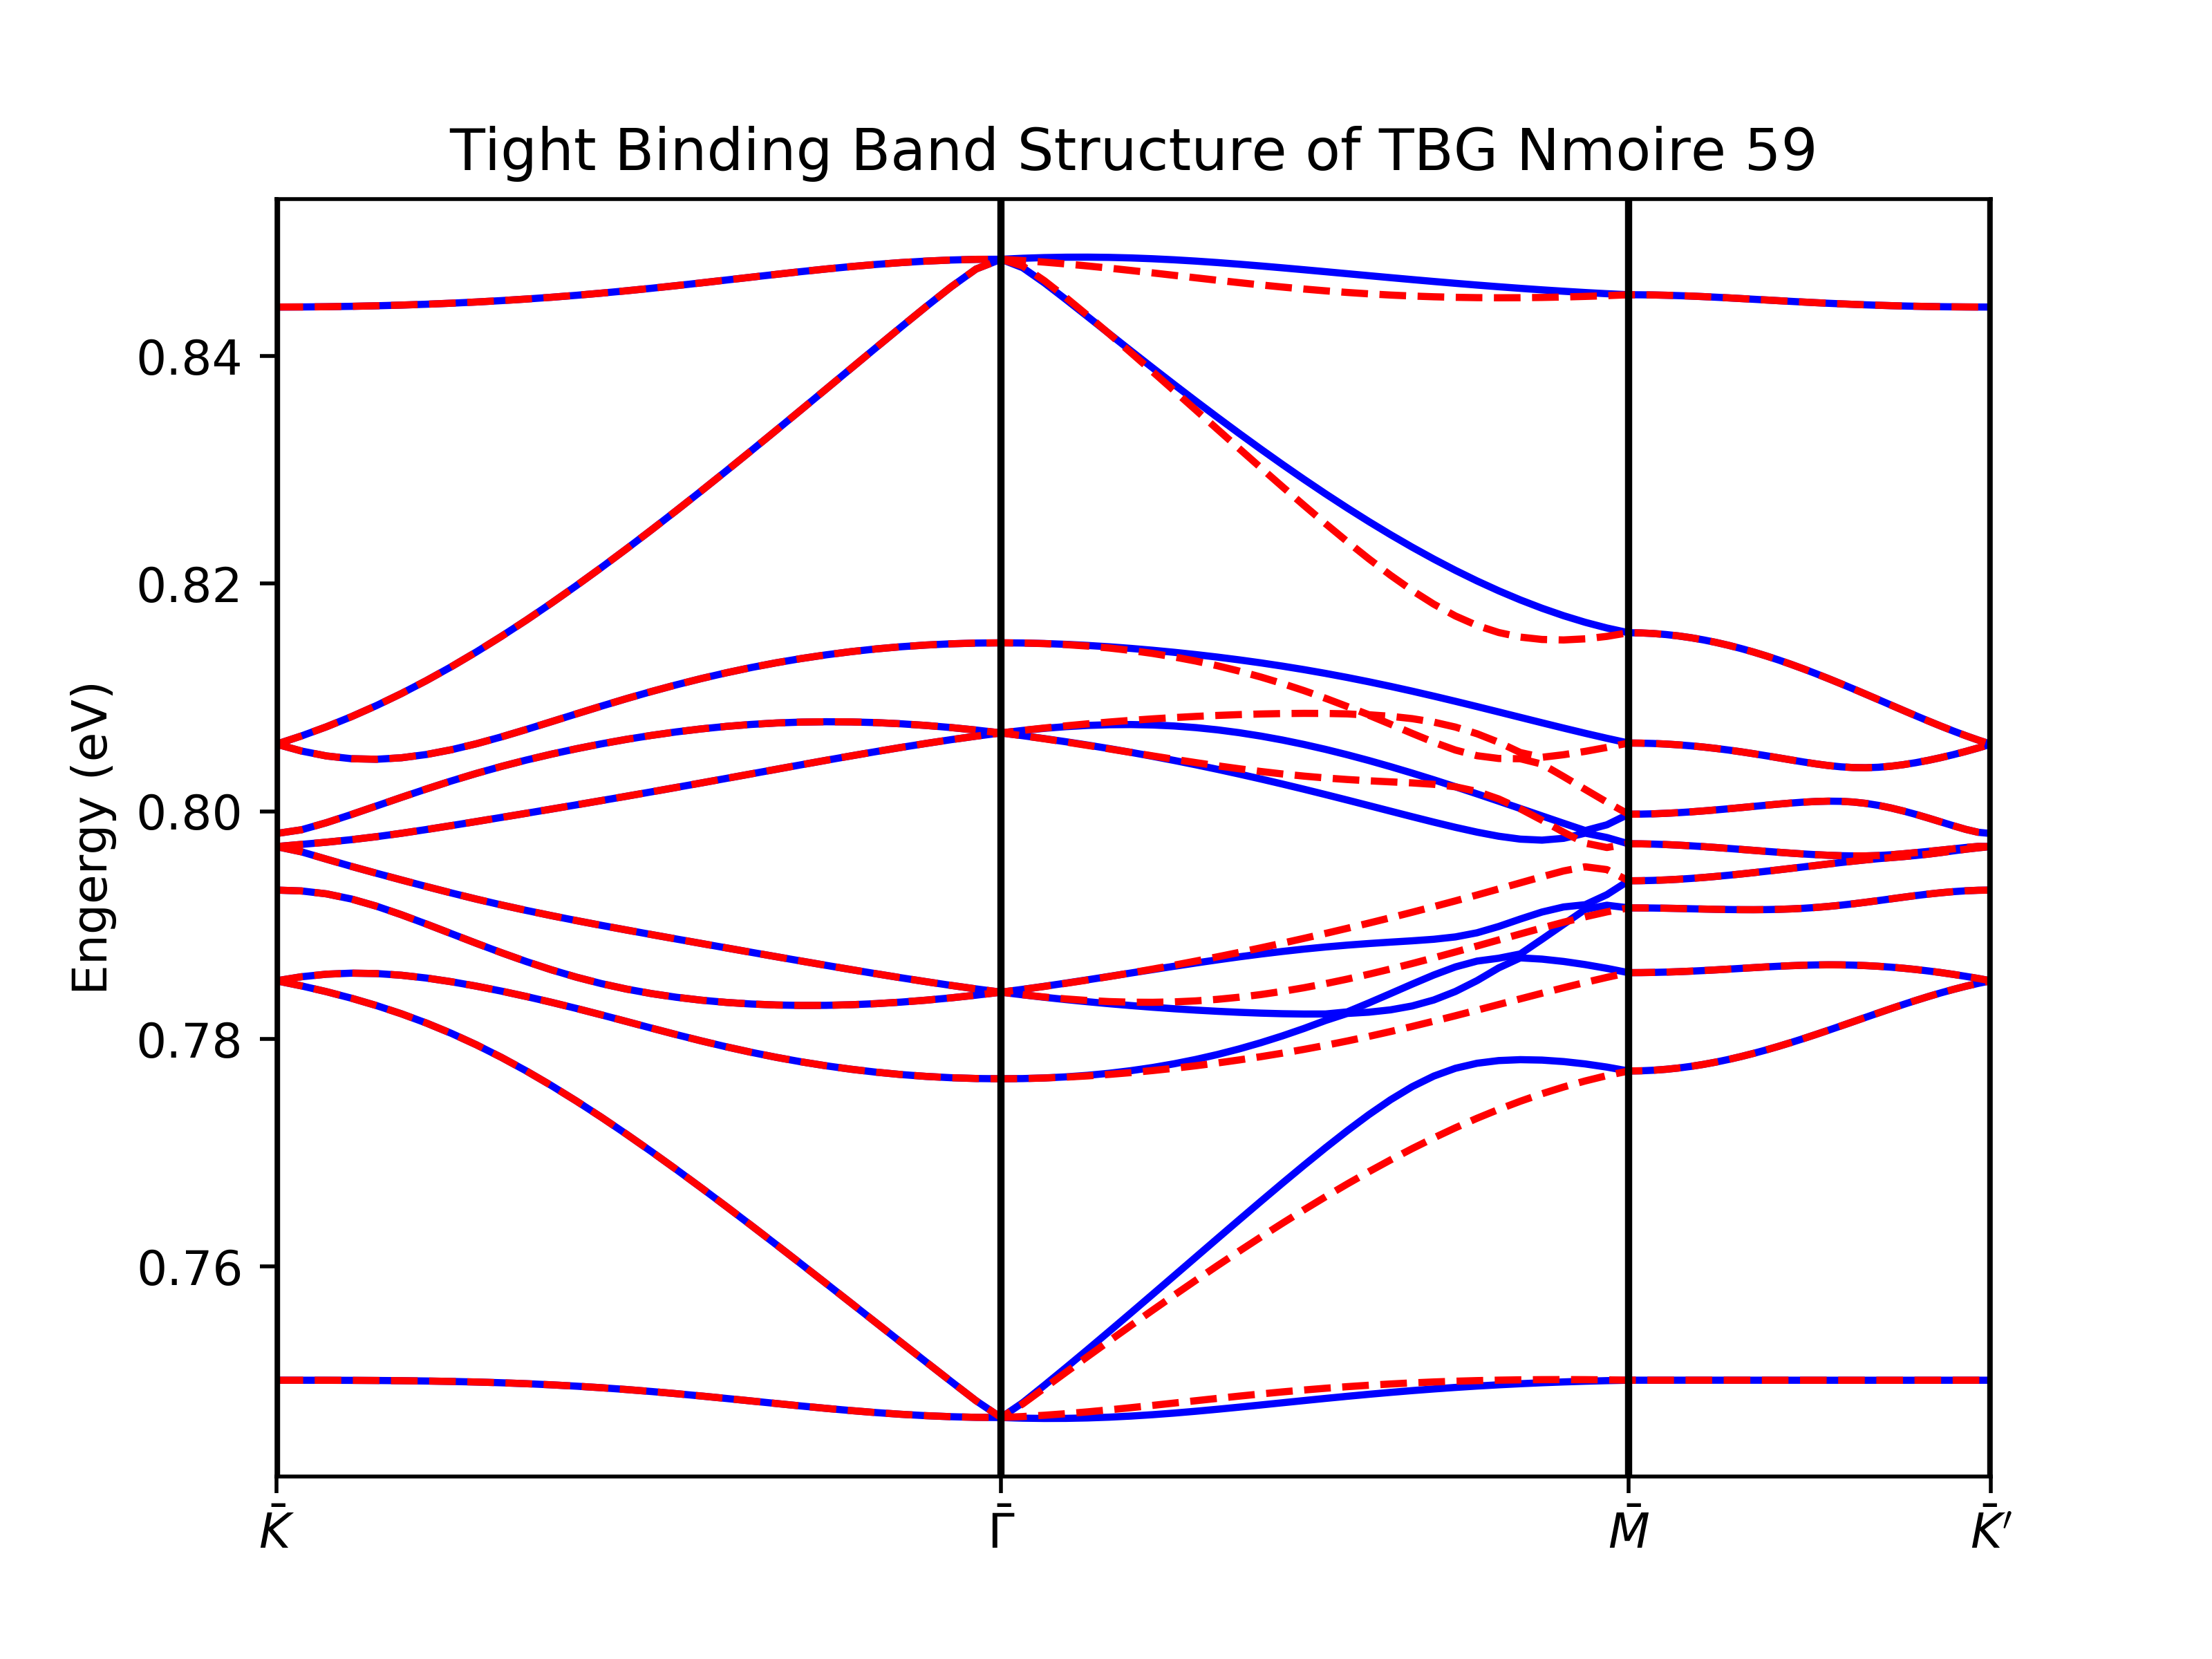 Tight Binding Band Structure of TBG Nmoire 59
Engergy (eV)
0.84
0.82
0.80
0.78
0.76
K̄
Γ̄
M̄
K̄′